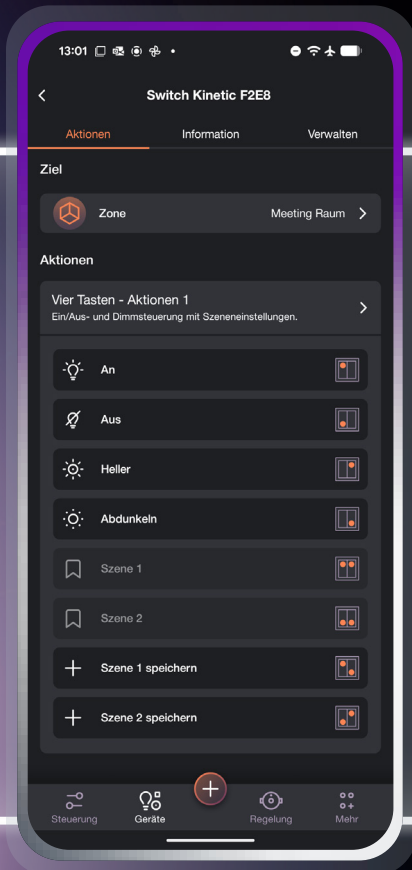 13:01
Switch Kinetic F2E8
Aktionen Information Verwalten
Ziel
Zone Meeting Raum
Aktionen
Vier Tasten - Aktionen 1
Ein/Aus- und Dimmsteuerung mit Szeneneinstellungen.
An
Aus
Heller
Abdunkeln
Szene 1
Szene 2
Szene 1 speichern
Szene 2 speichern
Steuerung Geräte Regelung Mehr